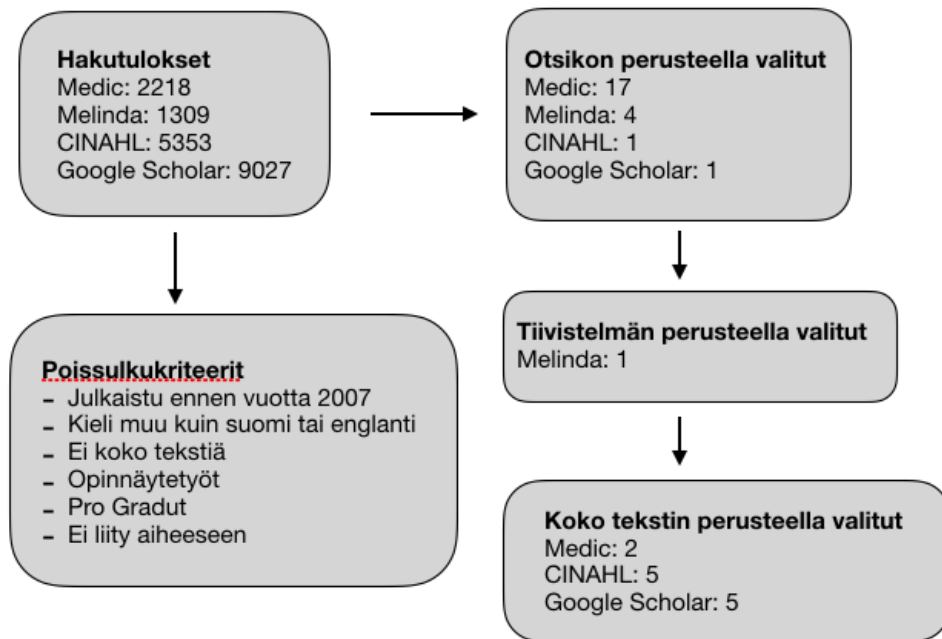 Hakutulokset
Medic: 2218
Melinda: 1309
CINAHL: 5353
Google Scholar: 9027
Otsikon perusteella valitut
Medic: 17
Melinda: 4
CINAHL: 1
Google Scholar: 1
Poissulkukriteerit
- Julkaistu ennen vuotta 2007
- Kieli muu kuin suomi tai englanti
- Ei koko tekstiä
- Opinnäytetyöt
- Pro Gradut
- Ei liity aiheeseen
Tiivistelmän perusteella valitut
Melinda: 1
Koko tekstin perusteella valitut
Medic: 2
CINAHL: 5
Google Scholar: 5